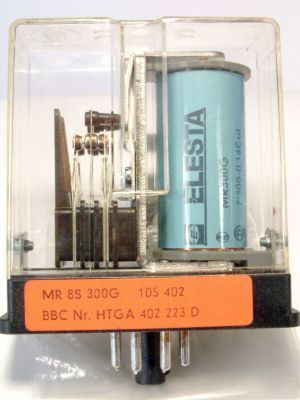 ELESTA
MR300G
MR 8S 300G 105 402
BBC Nr. HTGA 402 223 D